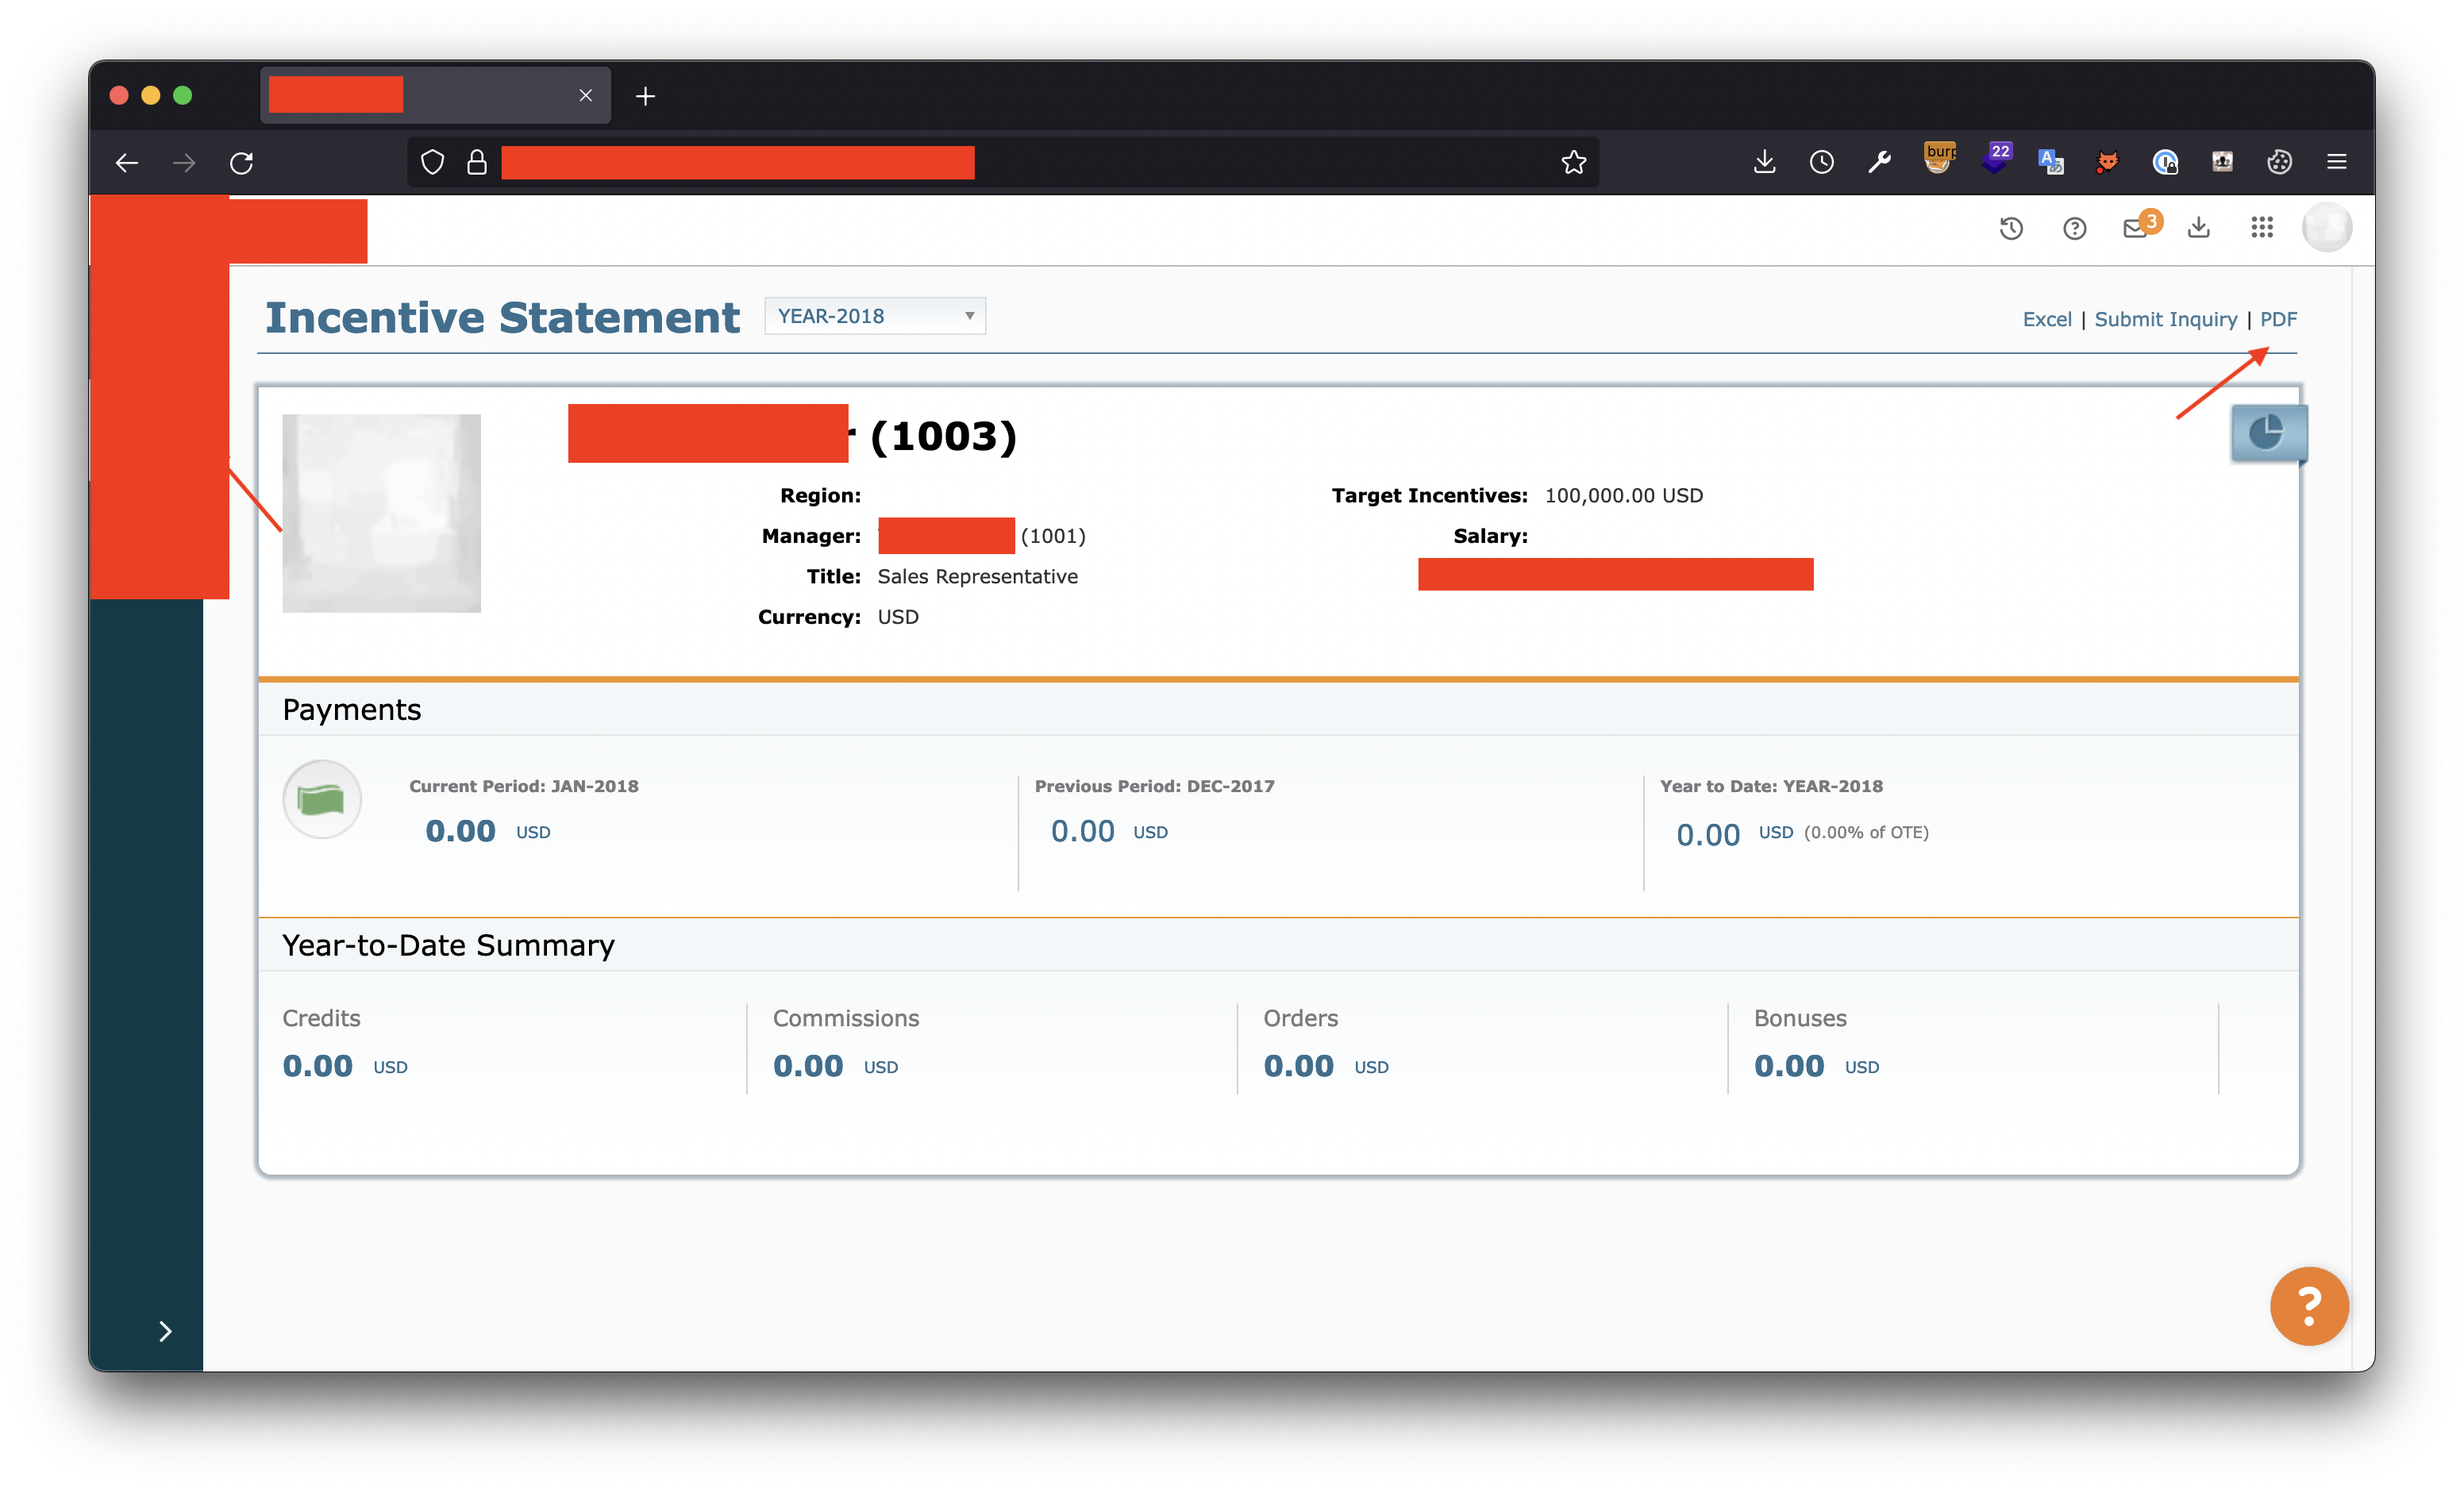 burp
22
3
Incentive Statement
YEAR-2018
Excel | Submit Inquiry | PDF
(1003)
Region:
Target Incentives: 100,000.00 USD
Manager: (1001)
Salary:
Title: Sales Representative
Currency: USD
Payments
Current Period: JAN-2018
Previous Period: DEC-2017
Year to Date: YEAR-2018
0.00 USD
0.00 USD
0.00 USD (0.00% of OTE)
Year-to-Date Summary
Credits
Commissions
Orders
Bonuses
0.00 USD
0.00 USD
0.00 USD
0.00 USD
?